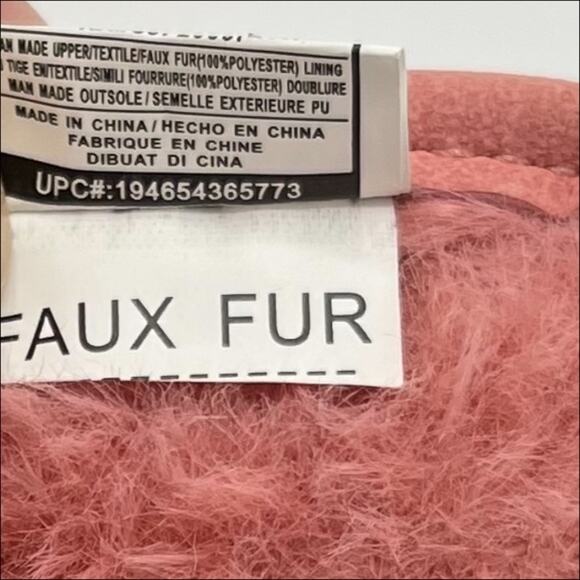 AN MADE UPPER/TEXTILE/FAUX FUR(100%POLYESTER) LINING
TIGE EN/TEXTILE/SIMILI FOURRURE(100%POLYESTER) DOUBLURE
MAN MADE OUTSOLE/SEMELLE EXTERIEURE PU
MADE IN CHINA/HECHO EN CHINA
FABRIQUE EN CHINE
DIBUAT DI CINA
UPC#:194654365773
FAUX FUR